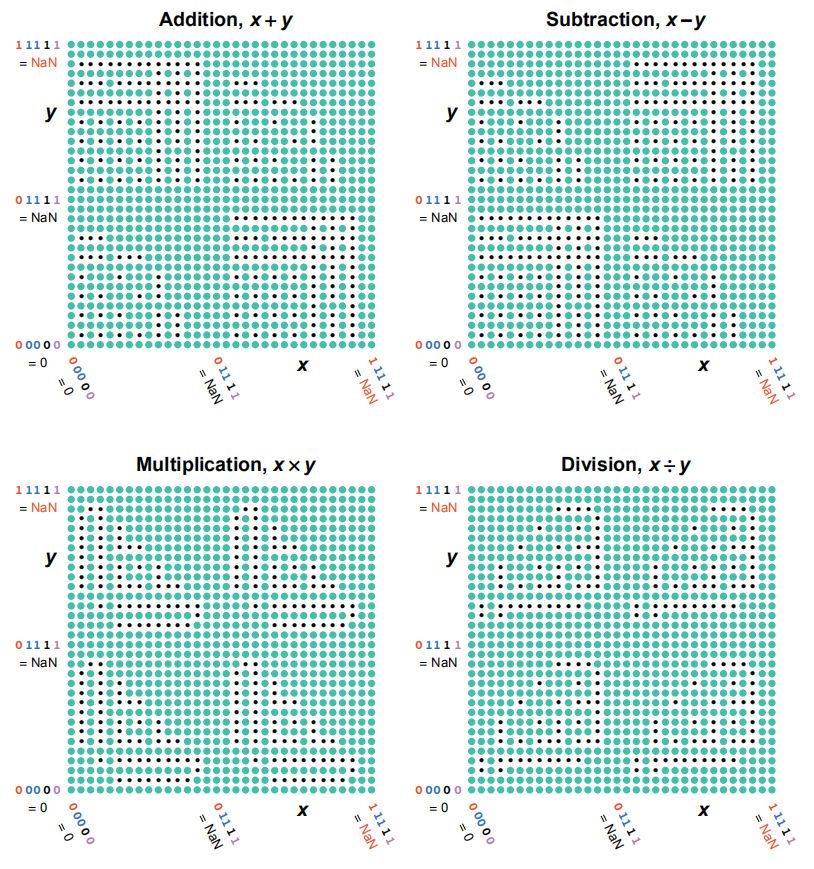 Addition, x + y
1 11 1 1
= NaN
y
0 11 1 1
= NaN
0 00 0 0
= 0
0 00 0 0
= 0
0 11 1 1
= NaN
x
1 11 1 1
= NaN
Subtraction, x − y
1 11 1 1
= NaN
y
0 11 1 1
= NaN
0 00 0 0
= 0
0 00 0 0
= 0
0 11 1 1
= NaN
x
1 11 1 1
= NaN
Multiplication, x × y
1 11 1 1
= NaN
y
0 11 1 1
= NaN
0 00 0 0
= 0
0 00 0 0
= 0
0 11 1 1
= NaN
x
1 11 1 1
= NaN
Division, x ÷ y
1 11 1 1
= NaN
y
0 11 1 1
= NaN
0 00 0 0
= 0
0 00 0 0
= 0
0 11 1 1
= NaN
x
1 11 1 1
= NaN